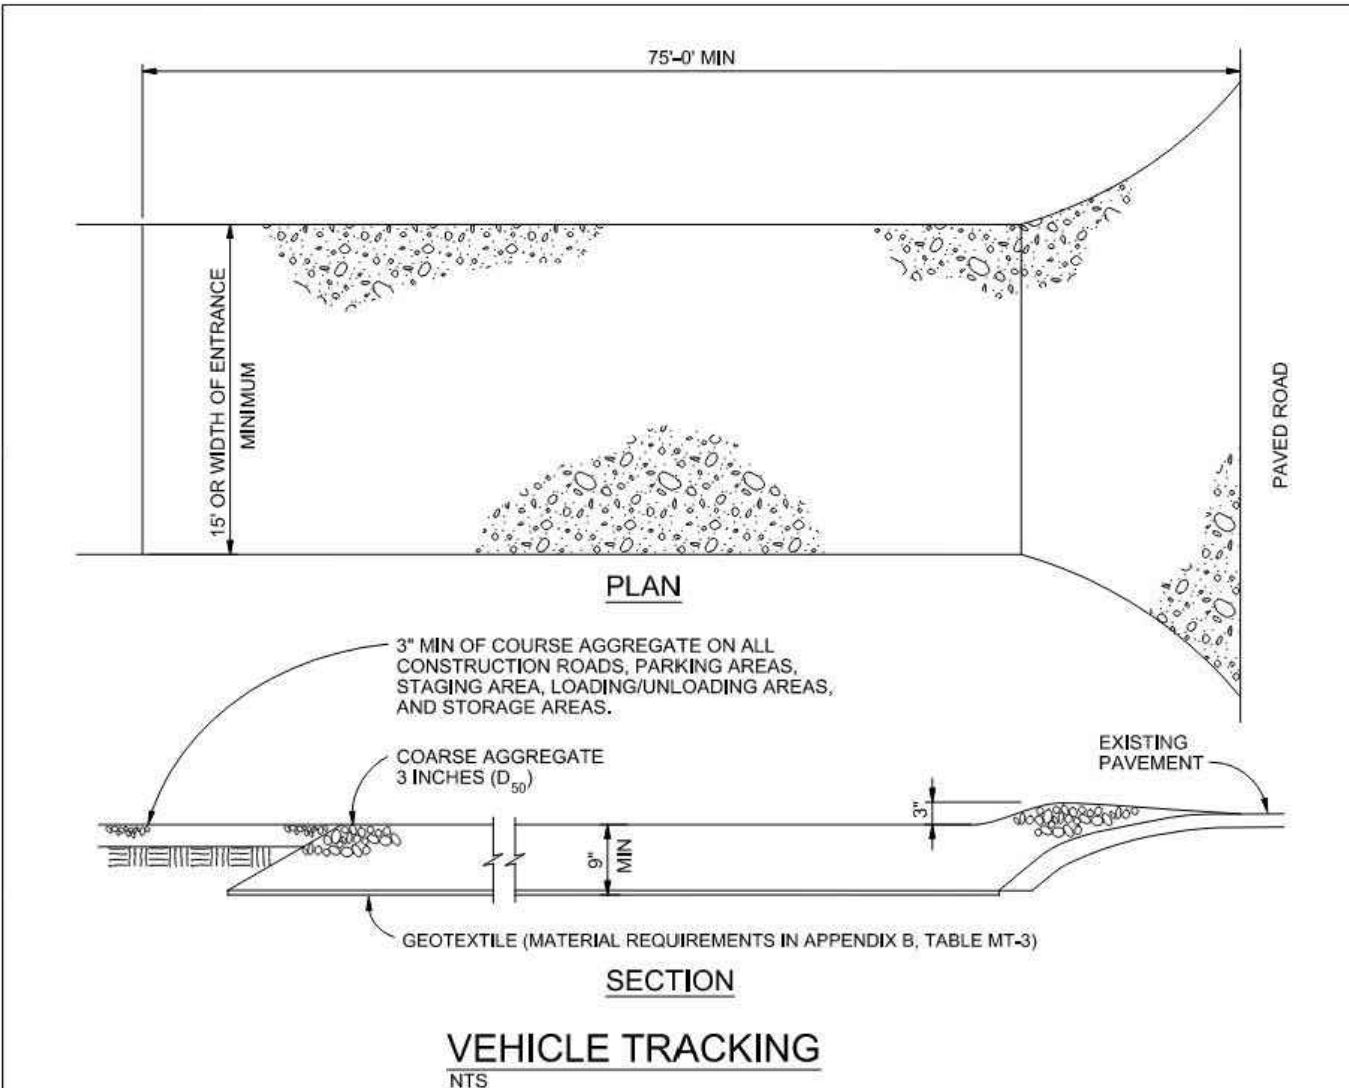 75'-0' MIN
15' OR WIDTH OF ENTRANCE
MINIMUM
PAVED ROAD
PLAN
3" MIN OF COURSE AGGREGATE ON ALL
CONSTRUCTION ROADS, PARKING AREAS,
STAGING AREA, LOADING/UNLOADING AREAS,
AND STORAGE AREAS.
COARSE AGGREGATE
3 INCHES (D50)
EXISTING
PAVEMENT
3"
9"
MIN
GEOTEXTILE (MATERIAL REQUIREMENTS IN APPENDIX B, TABLE MT-3)
SECTION
VEHICLE TRACKING
NTS